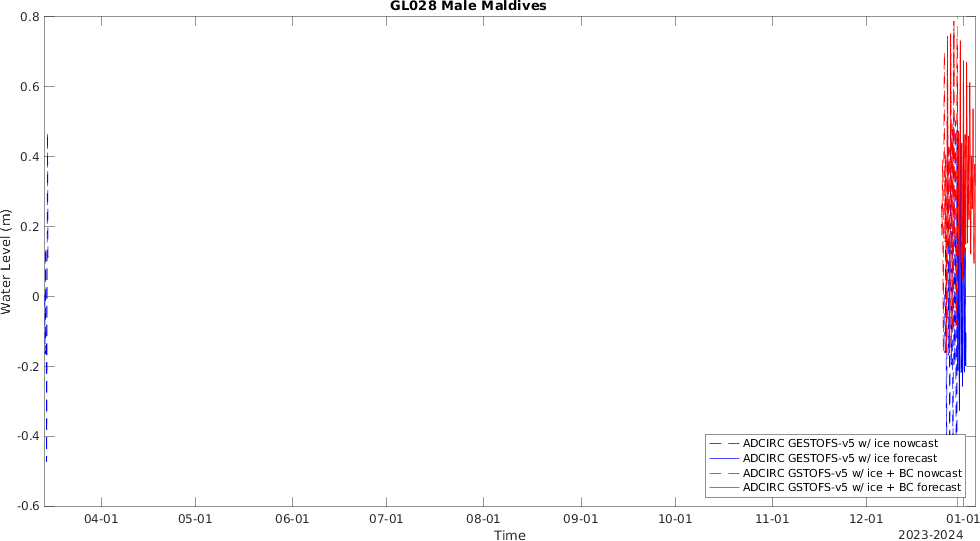 GL028 Male Maldives
0.8
0.6
0.4
0.2
0
-0.2
-0.4
-0.6
Water Level (m)
ADCIRC GESTOFS-v5 w/ ice nowcast
ADCIRC GESTOFS-v5 w/ ice forecast
ADCIRC GSTOFS-v5 w/ ice + BC nowcast
ADCIRC GSTOFS-v5 w/ ice + BC forecast
04-01 05-01 06-01 07-01 08-01 09-01 10-01 11-01 12-01 01-01
Time
2023-2024